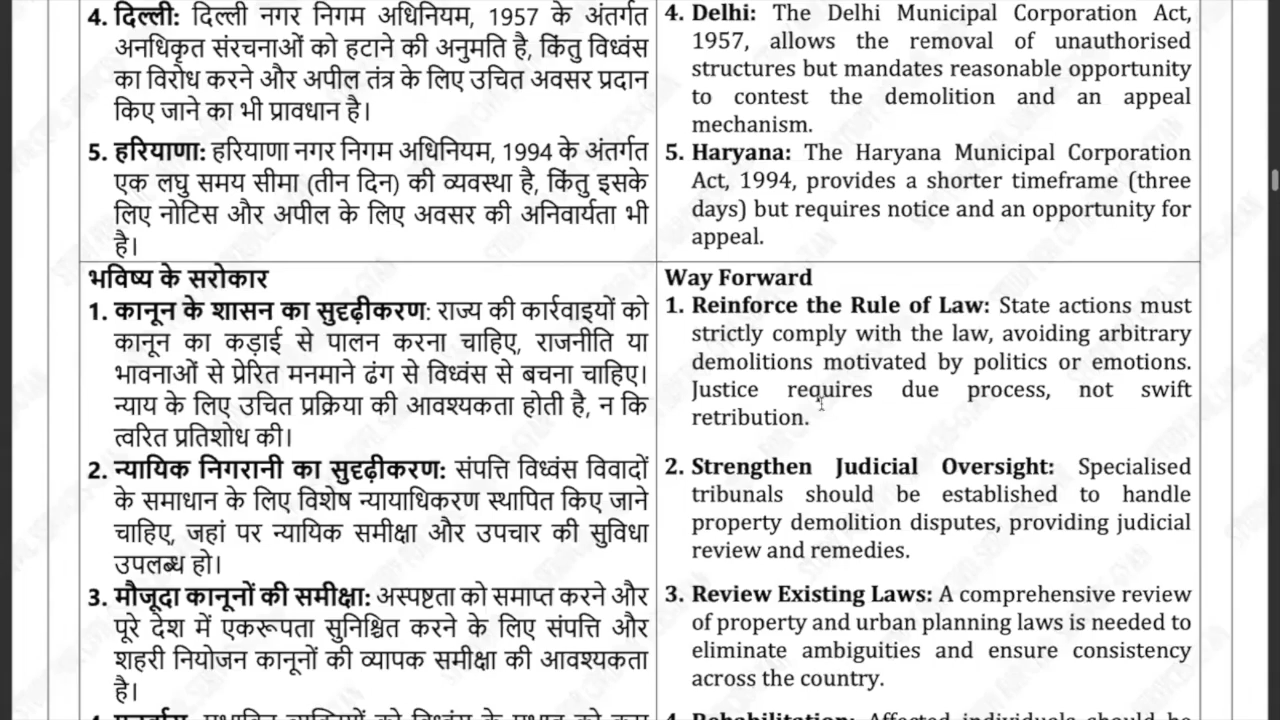 4. दिल्ली: दिल्ली नगर निगम अधिनियम, 1957 के अंतर्गत
अनधिकृत संरचनाओं को हटाने की अनुमति है, किंतु विध्वंस
का विरोध करने और अपील तंत्र के लिए उचित अवसर प्रदान
किए जाने का भी प्रावधान है।
5. हरियाणा: हरियाणा नगर निगम अधिनियम, 1994 के अंतर्गत
एक लघु समय सीमा (तीन दिन) की व्यवस्था है, किंतु इसके
लिए नोटिस और अपील के लिए अवसर की अनिवार्यता भी
है।
भविष्य के सरोकार
1. कानून के शासन का सुदृढ़ीकरण: राज्य की कार्रवाइयों को
कानून का कड़ाई से पालन करना चाहिए, राजनीति या
भावनाओं से प्रेरित मनमाने ढंग से विध्वंस से बचना चाहिए।
न्याय के लिए उचित प्रक्रिया की आवश्यकता होती है, न कि
त्वरित प्रतिशोध की।
2. न्यायिक निगरानी का सुदृढ़ीकरण: संपत्ति विध्वंस विवादों
के समाधान के लिए विशेष न्यायाधिकरण स्थापित किए जाने
चाहिए, जहां पर न्यायिक समीक्षा और उपचार की सुविधा
उपलब्ध हो।
3. मौजूदा कानूनों की समीक्षा: अस्पष्टता को समाप्त करने और
पूरे देश में एकरूपता सुनिश्चित करने के लिए संपत्ति और
शहरी नियोजन कानूनों की व्यापक समीक्षा की आवश्यकता
है।
4. Delhi: The Delhi Municipal Corporation Act,
1957, allows the removal of unauthorised
structures but mandates reasonable opportunity
to contest the demolition and an appeal
mechanism.
5. Haryana: The Haryana Municipal Corporation
Act, 1994, provides a shorter timeframe (three
days) but requires notice and an opportunity for
appeal.
Way Forward
1. Reinforce the Rule of Law: State actions must
strictly comply with the law, avoiding arbitrary
demolitions motivated by politics or emotions.
Justice requires due process, not swift
retribution.
2. Strengthen Judicial Oversight: Specialised
tribunals should be established to handle
property demolition disputes, providing judicial
review and remedies.
3. Review Existing Laws: A comprehensive review
of property and urban planning laws is needed to
eliminate ambiguities and ensure consistency
across the country.
4. Rehabilitation: Affected individuals should be